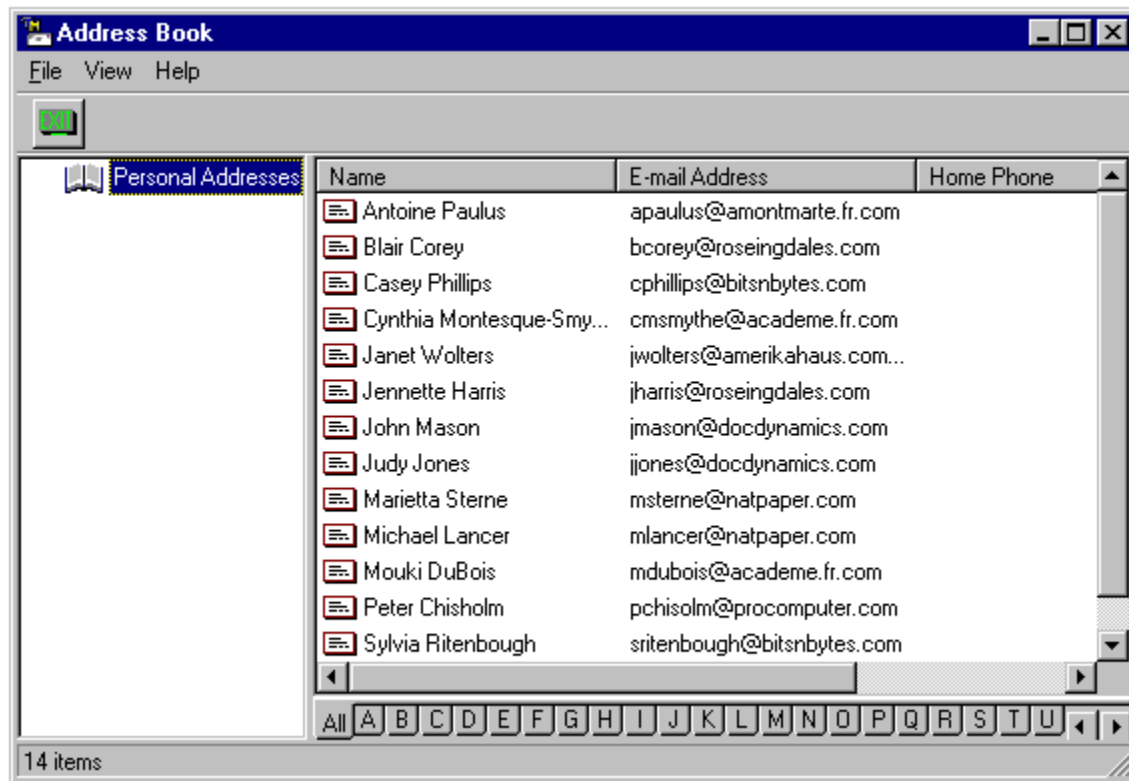 Address Book
File View Help
EXIT
Personal Addresses
Name E-mail Address Home Phone
Antoine Paulus apaulus@amontmarte.fr.com
Blair Corey bcorey@roseingdales.com
Casey Phillips cphillips@bitsnbytes.com
Cynthia Montesque-Smy... cmsmythe@academe.fr.com
Janet Wolters jwolters@amerikahaus.com...
Jennette Harris jharris@roseingdales.com
John Mason jmason@docdynamics.com
Judy Jones jjones@docdynamics.com
Marietta Sterne msterne@natpaper.com
Michael Lancer mlancer@natpaper.com
Mouki DuBois mdubois@academe.fr.com
Peter Chisholm pchisolm@procomputer.com
Sylvia Ritenbough sritenbough@bitsnbytes.com
All A B C D E F G H I J K L M N O P Q R S T U
14 items